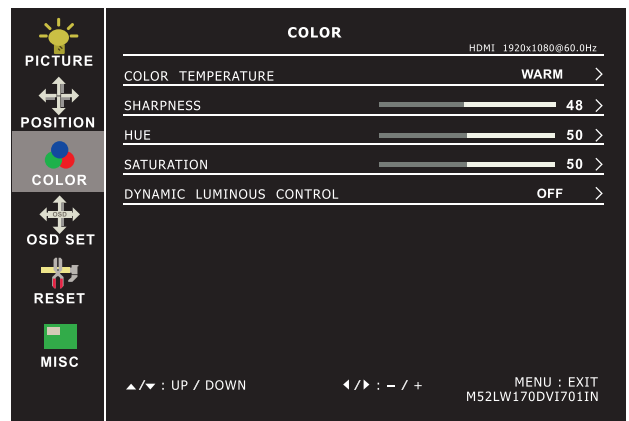 COLOR
HDMI 1920x1080@60.0Hz
PICTURE
POSITION
COLOR
OSD
OSD SET
RESET
MISC
COLOR TEMPERATURE WARM >
SHARPNESS 48 >
HUE 50 >
SATURATION 50 >
DYNAMIC LUMINOUS CONTROL OFF >
▲/▼ : UP / DOWN ◀/▶ : – / + MENU : EXIT
M52LW170DVI701IN